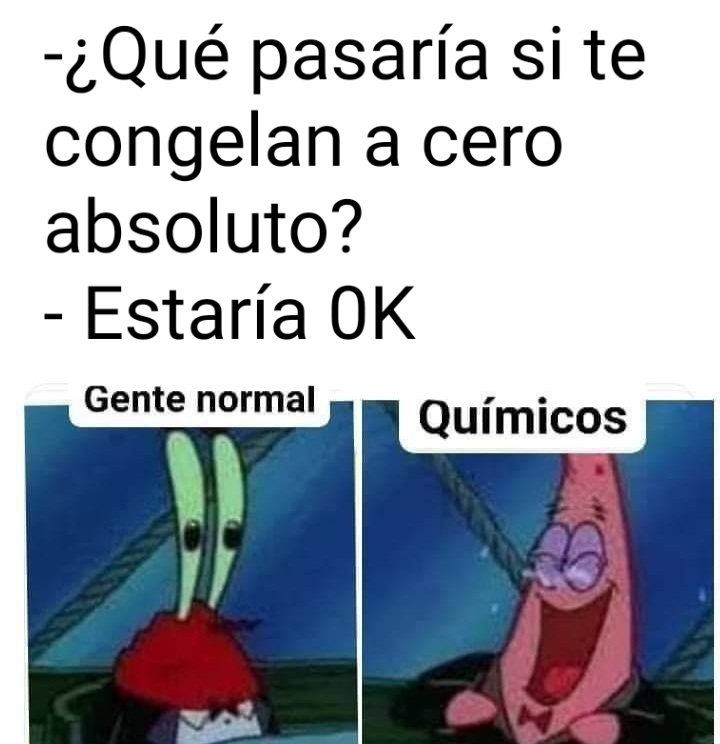 -¿Qué pasaría si te
congelan a cero
absoluto?
- Estaría 0K
Gente normal
Químicos